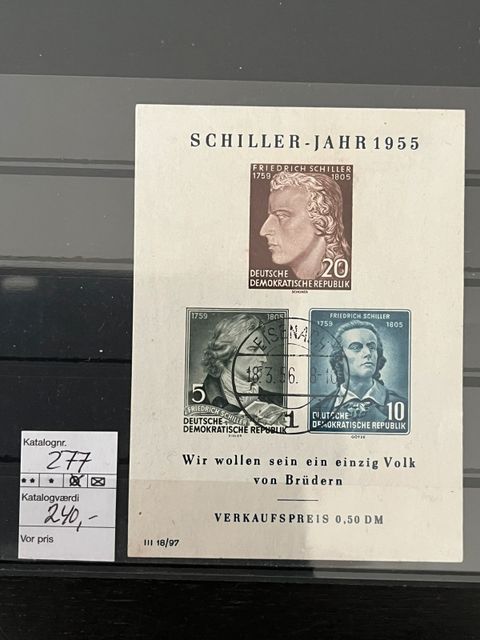 SCHILLER-JAHR 1955
FRIEDRICH SCHILLER
1759 1805
20
DEUTSCHE
DEMOKRATISCHE REPUBLIK
1759 1805
5
FRIEDRICH SCHILLER
DEUTSCHE
DEMOKRATISCHE REPUBLIK
FRIEDRICH SCHILLER
1759 1805
10
DEUTSCHE
DEMOKRATISCHE REPUBLIK
GÖTZE
18.3.56
1
Wir wollen sein ein einzig Volk
von Brüdern
VERKAUFSPREIS 0,50 DM
III 18/97
Katalognr.
277
Katalogværdi
240,-
Vor pris